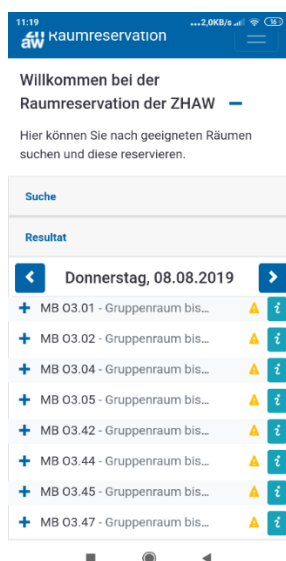 11:19 ...2,0KB/s 56
zh aw Raumreservation
Willkommen bei der
Raumreservation der ZHAW
Hier können Sie nach geeigneten Räumen
suchen und diese reservieren.
Suche
Resultat
Donnerstag, 08.08.2019
MB O3.01 - Gruppenraum bis... i
MB O3.02 - Gruppenraum bis... i
MB O3.04 - Gruppenraum bis... i
MB O3.05 - Gruppenraum bis... i
MB O3.42 - Gruppenraum bis... i
MB O3.44 - Gruppenraum bis... i
MB O3.45 - Gruppenraum bis... i
MB O3.47 - Gruppenraum bis... i